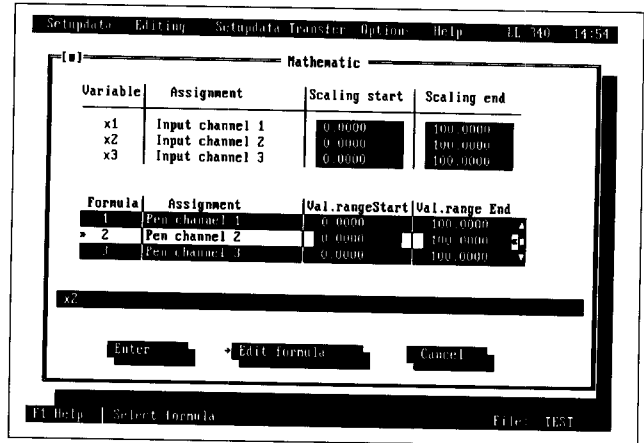 Setupdata Editing Setupdata Transfer Option Help LL 340 14:54
Mathematic
Variable Assignment Scaling start Scaling end
x1 Input channel 1 0.0000 100.0000
x2 Input channel 2 0.0000 100.0000
x3 Input channel 3 0.0000 100.0000
Formula Assignment Val.rangeStart Val.range End
1 Pen channel 1 0.0000 100.0000
» 2 Pen channel 2 0.0000 100.0000
3 Pen channel 3 0.0000 100.0000
x2
Enter Edit formula Cancel
F1 Help Select formula File: TEST